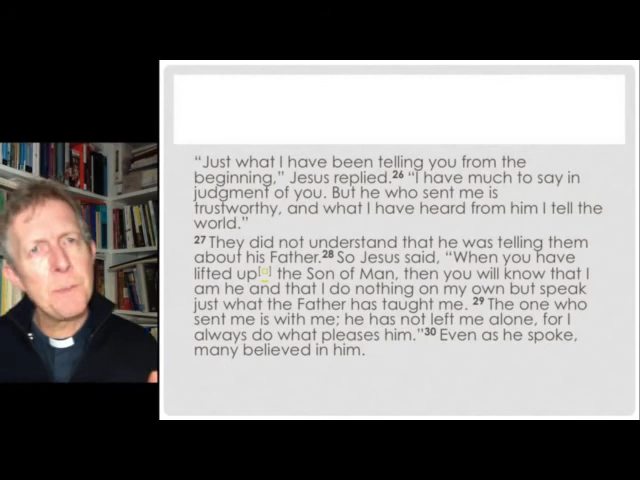 “Just what I have been telling you from the
beginning,” Jesus replied.26 “I have much to say in
judgment of you. But he who sent me is
trustworthy, and what I have heard from him I tell the
world.”
27 They did not understand that he was telling them
about his Father.28 So Jesus said, “When you have
lifted up[a] the Son of Man, then you will know that I
am he and that I do nothing on my own but speak
just what the Father has taught me. 29 The one who
sent me is with me; he has not left me alone, for I
always do what pleases him.”30 Even as he spoke,
many believed in him.